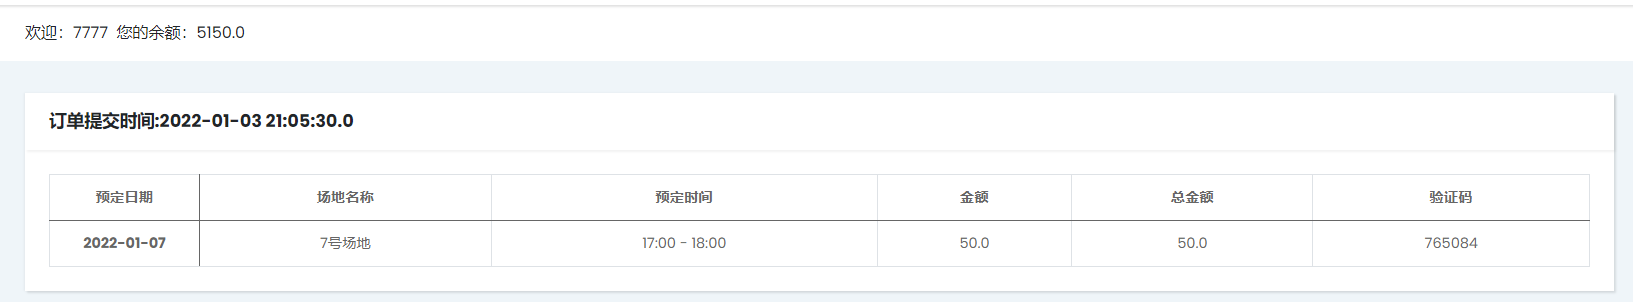 欢迎：7777 您的余额：5150.0
订单提交时间:2022-01-03 21:05:30.0
预定日期 场地名称 预定时间 金额 总金额 验证码
2022-01-07 7号场地 17:00 - 18:00 50.0 50.0 765084